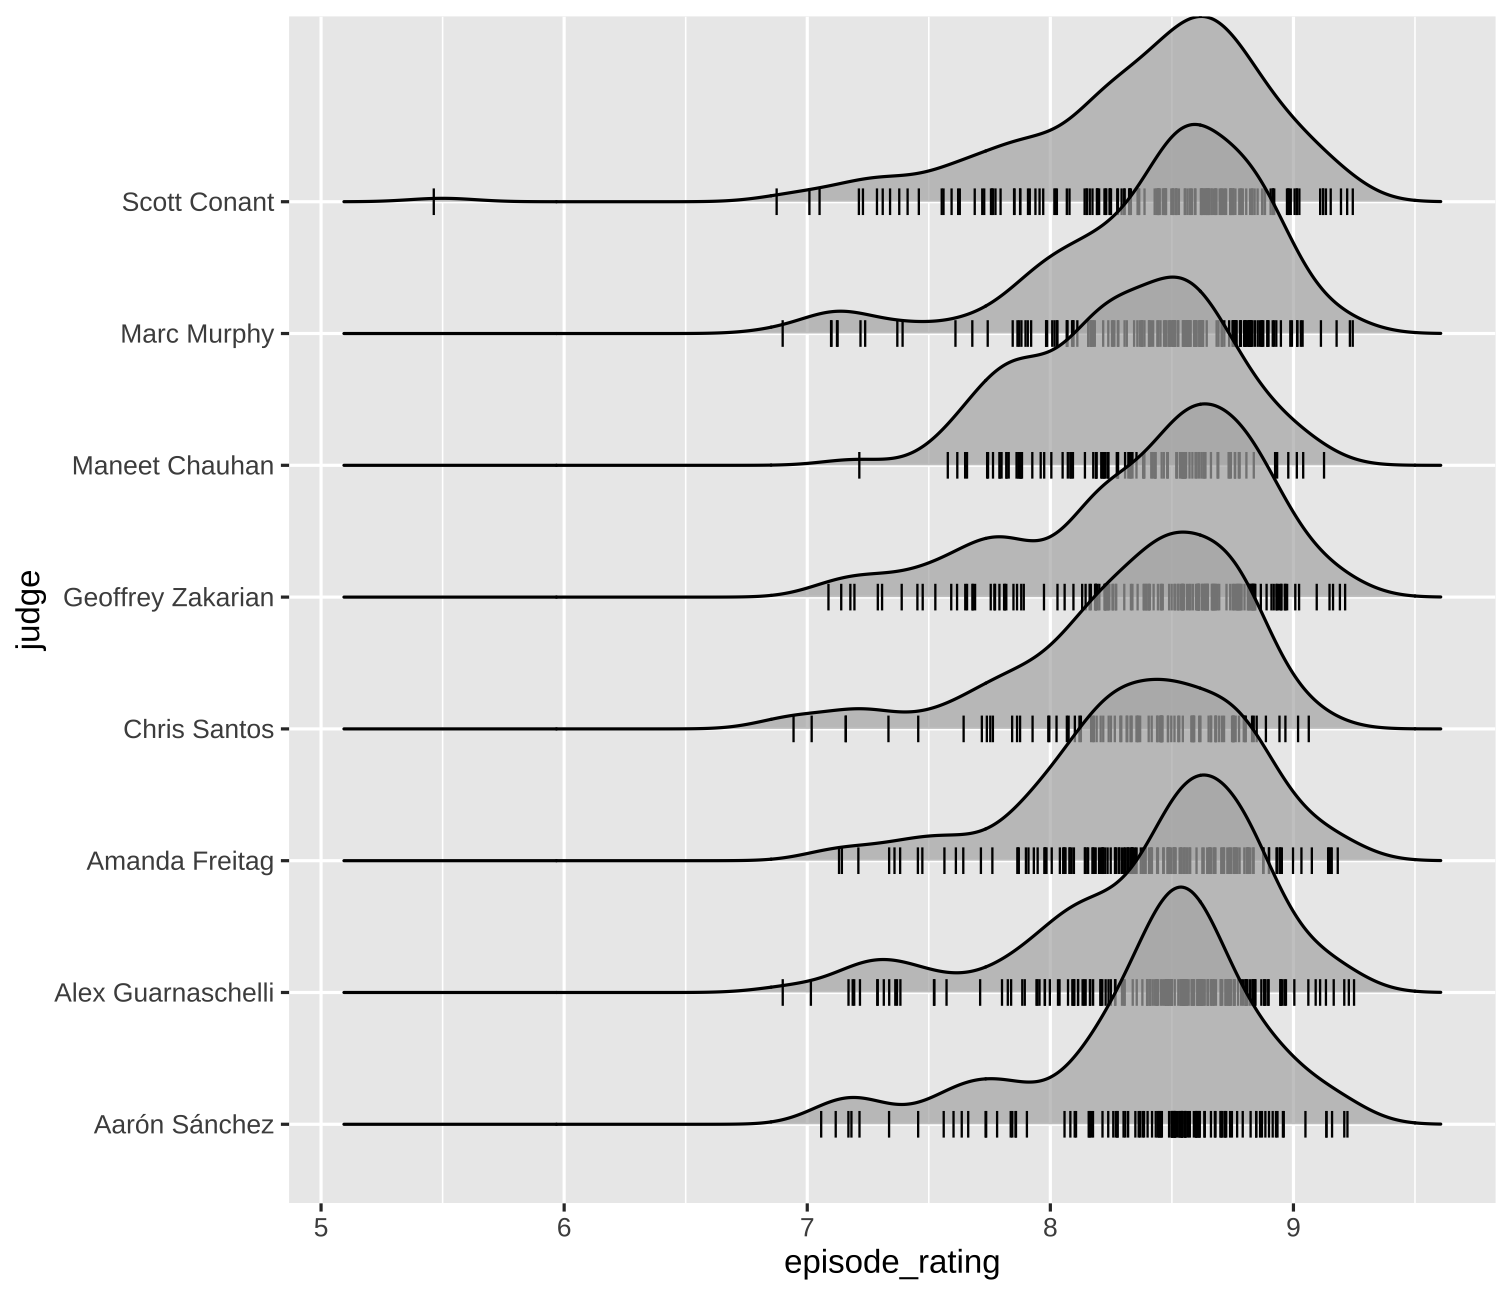 Scott Conant
Marc Murphy
Maneet Chauhan
Geoffrey Zakarian
Chris Santos
Amanda Freitag
Alex Guarnaschelli
Aarón Sánchez
judge
5 6 7 8 9
episode_rating